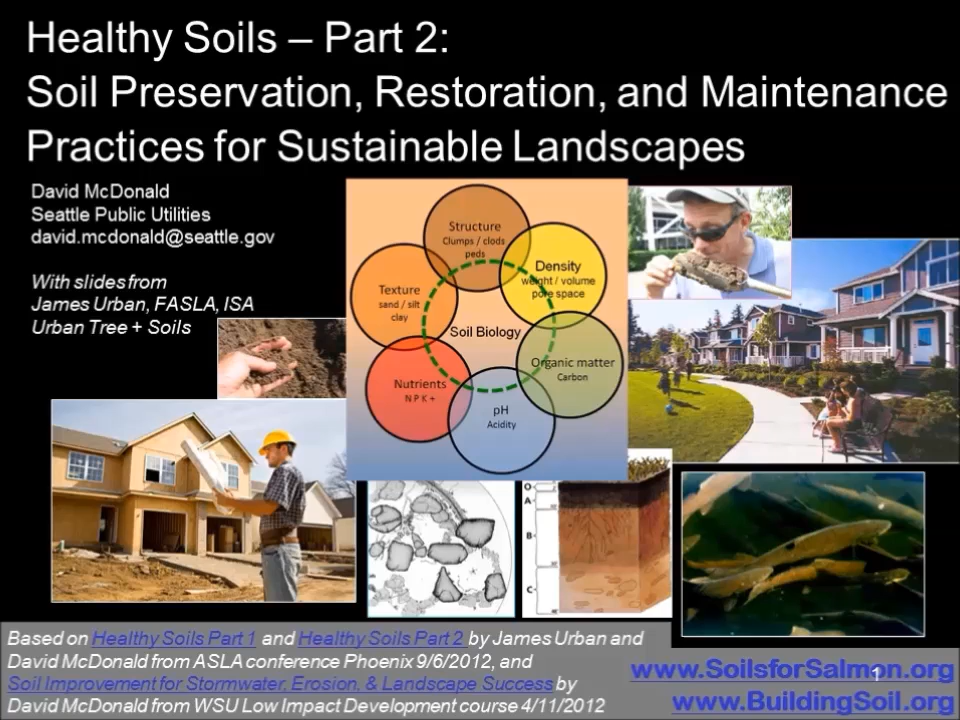 Healthy Soils – Part 2:
Soil Preservation, Restoration, and Maintenance
Practices for Sustainable Landscapes
David McDonald
Seattle Public Utilities
david.mcdonald@seattle.gov
With slides from
James Urban, FASLA, ISA
Urban Tree + Soils
Structure
Clumps / clods
peds
Density
weight / volume
pore space
Texture
sand / silt
clay
Soil Biology
Organic matter
Carbon
Nutrients
N P K +
pH
Acidity
O
A
B
C
Based on Healthy Soils Part 1 and Healthy Soils Part 2 by James Urban and
David McDonald from ASLA conference Phoenix 9/6/2012, and
Soil Improvement for Stormwater, Erosion, & Landscape Success by
David McDonald from WSU Low Impact Development course 4/11/2012
www.SoilsforSalmon.org
1
www.BuildingSoil.org